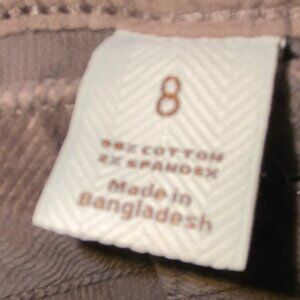 8
98% COTTON
2% SPANDEX
Made in
Bangladesh